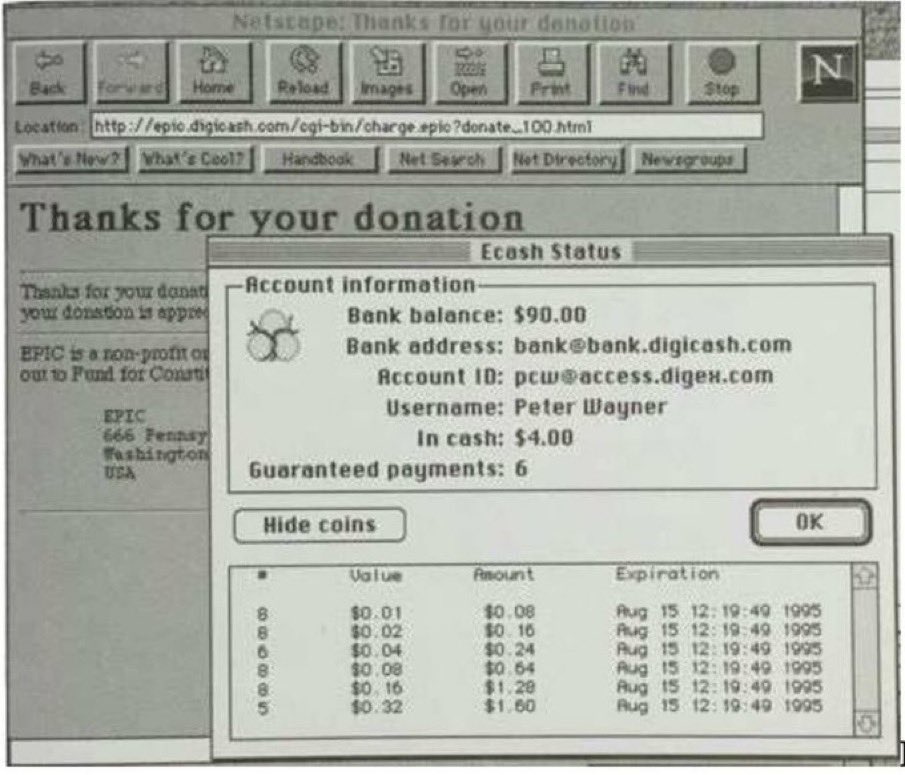 Netscape: Thanks for your donation
Back Forward Home Reload Images Open Print Find Stop N
Location: http://epic.digicash.com/cgi-bin/charge.epic?donate_100.html
What's New? What's Cool? Handbook Net Search Net Directory Newsgroups
Thanks for your donation
Thanks for your donat
your donation is appre
EPIC is a non-profit or
out to Fund for Constit
EPIC
666 Pennsy
Washington
USA
Ecash Status
Account information
Bank balance: $90.00
Bank address: bank@bank.digicash.com
Account ID: pcw@access.digex.com
Username: Peter Wayner
In cash: $4.00
Guaranteed payments: 6
Hide coins OK
# Value Amount Expiration
8 $0.01 $0.08 Aug 15 12:19:49 1995
8 $0.02 $0.16 Aug 15 12:19:49 1995
6 $0.04 $0.24 Aug 15 12:19:49 1995
8 $0.08 $0.64 Aug 15 12:19:49 1995
8 $0.16 $1.28 Aug 15 12:19:49 1995
5 $0.32 $1.60 Aug 15 12:19:49 1995